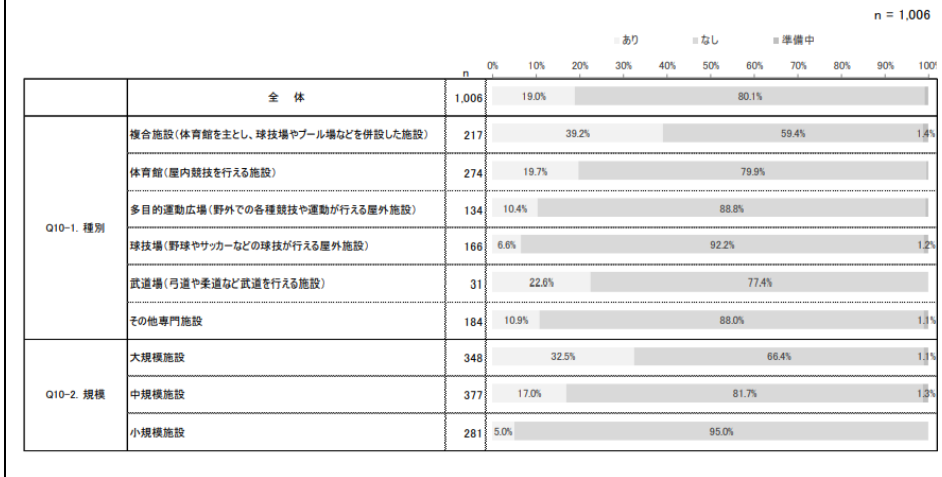 n = 1,006
あり なし 準備中
n 0% 10% 20% 30% 40% 50% 60% 70% 80% 90% 100%
全 体 1,006 19.0% 80.1%
複合施設(体育館を主とし、球技場やプール場などを併設した施設) 217 39.2% 59.4% 1.4%
体育館(屋内競技を行える施設) 274 19.7% 79.9%
多目的運動広場(野外での各種競技や運動が行える屋外施設) 134 10.4% 88.8%
Q10-1. 種別
球技場(野球やサッカーなどの球技が行える屋外施設) 166 6.6% 92.2% 1.2%
武道場(弓道や柔道など武道を行える施設) 31 22.6% 77.4%
その他専門施設 184 10.9% 88.0% 1.1%
大規模施設 348 32.5% 66.4% 1.1%
Q10-2. 規模 中規模施設 377 17.0% 81.7% 1.3%
小規模施設 281 5.0% 95.0%